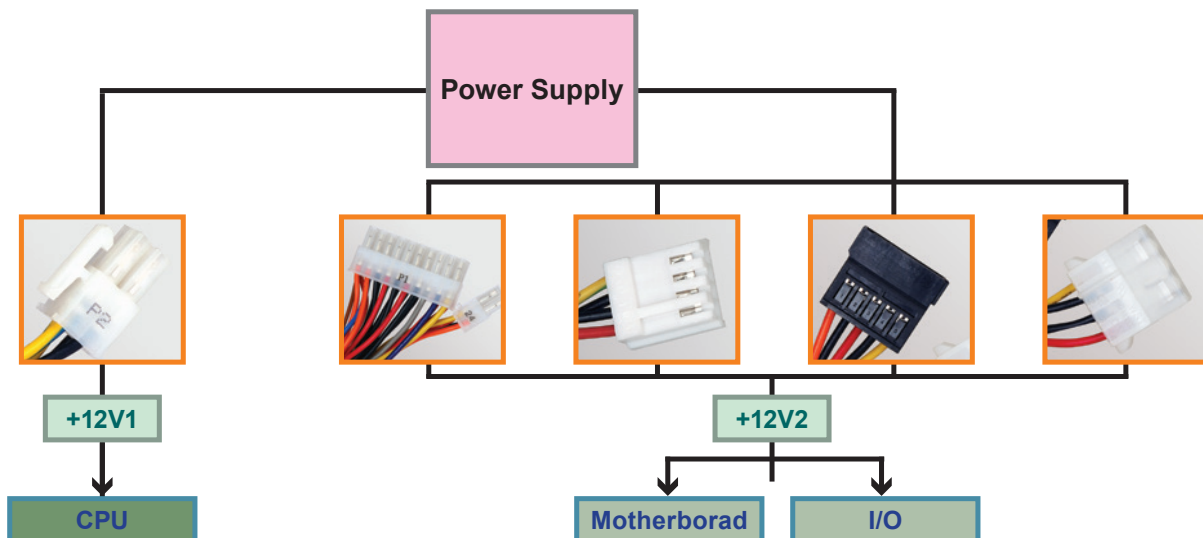 Power Supply
P2
P1
24
+12V1
+12V2
CPU
Motherborad
I/O